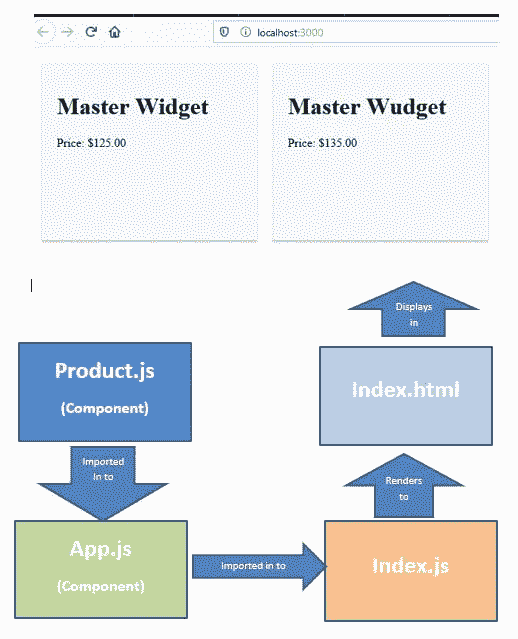 localhost:3000
Master Widget
Price: $125.00
Master Wudget
Price: $135.00
Displays
in
Product.js
(Component)
Index.html
Imported
In to
Renders
to
App.js
(Component)
Imported in to
Index.js